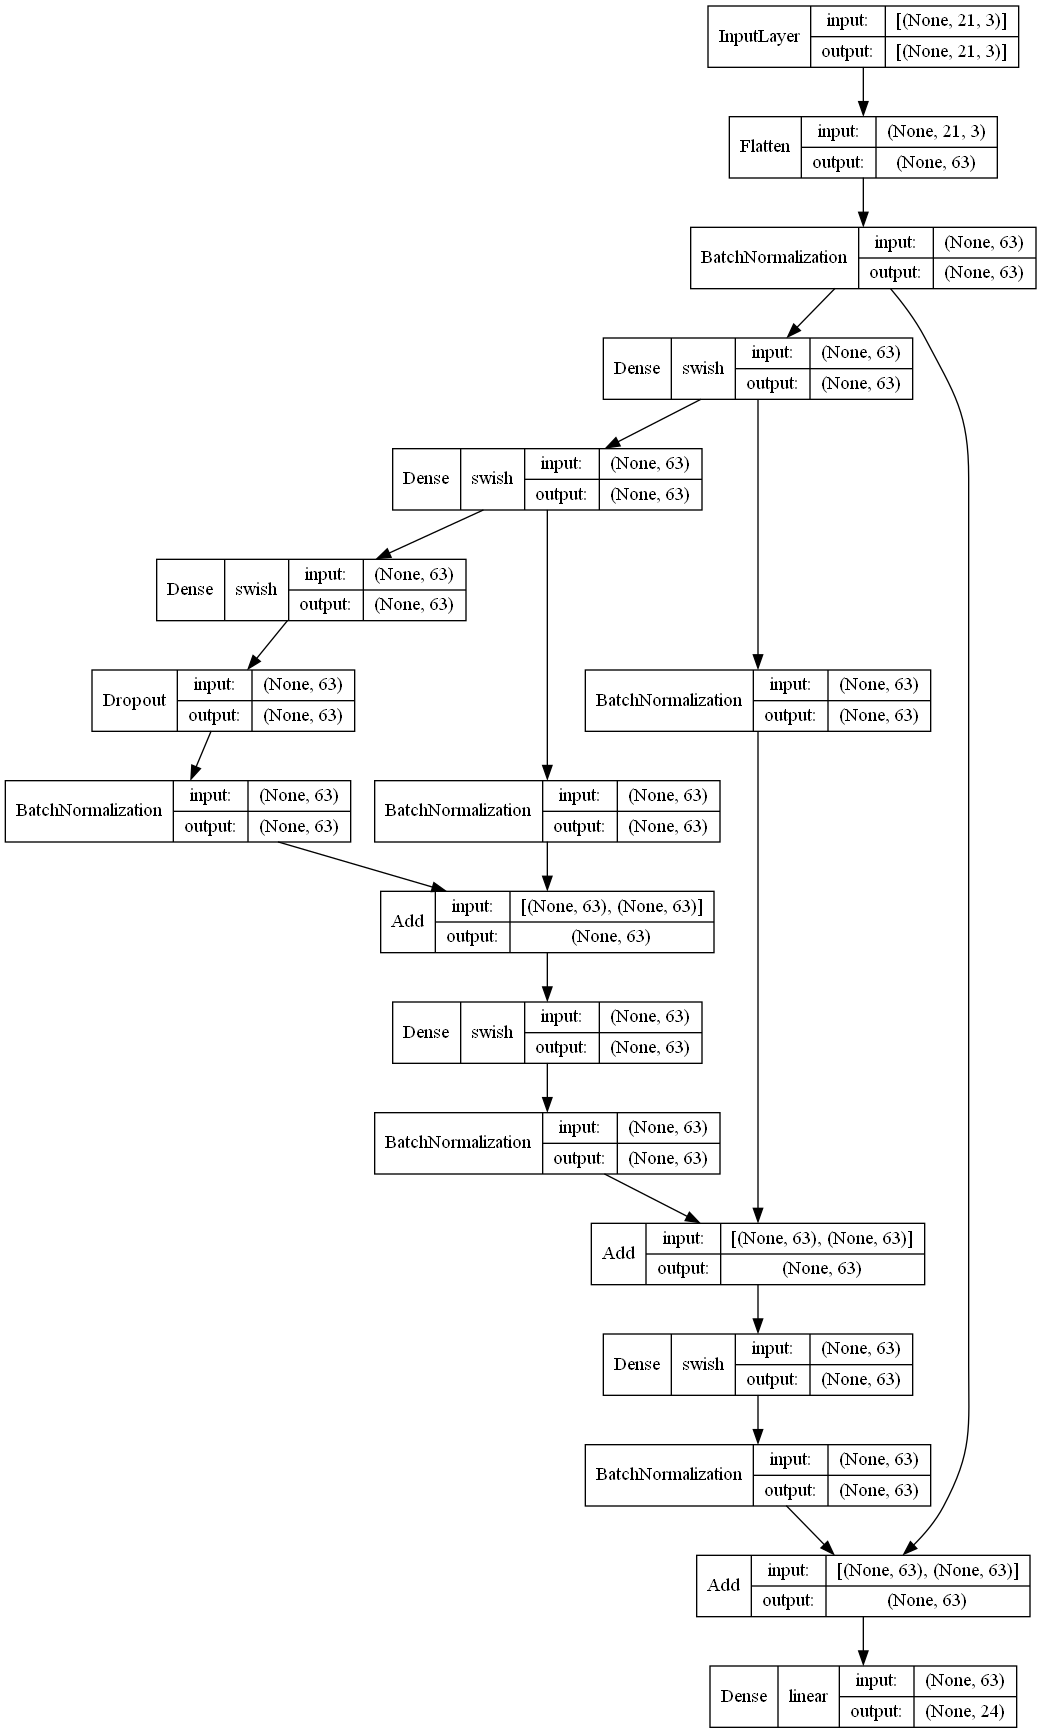 InputLayer input: [(None, 21, 3)]
output: [(None, 21, 3)]
Flatten input: (None, 21, 3)
output: (None, 63)
BatchNormalization input: (None, 63)
output: (None, 63)
Dense swish input: (None, 63)
output: (None, 63)
Dense swish input: (None, 63)
output: (None, 63)
Dense swish input: (None, 63)
output: (None, 63)
Dropout input: (None, 63)
output: (None, 63)
BatchNormalization input: (None, 63)
output: (None, 63)
BatchNormalization input: (None, 63)
output: (None, 63)
BatchNormalization input: (None, 63)
output: (None, 63)
Add input: [(None, 63), (None, 63)]
output: (None, 63)
Dense swish input: (None, 63)
output: (None, 63)
BatchNormalization input: (None, 63)
output: (None, 63)
Add input: [(None, 63), (None, 63)]
output: (None, 63)
Dense swish input: (None, 63)
output: (None, 63)
BatchNormalization input: (None, 63)
output: (None, 63)
Add input: [(None, 63), (None, 63)]
output: (None, 63)
Dense linear input: (None, 63)
output: (None, 24)